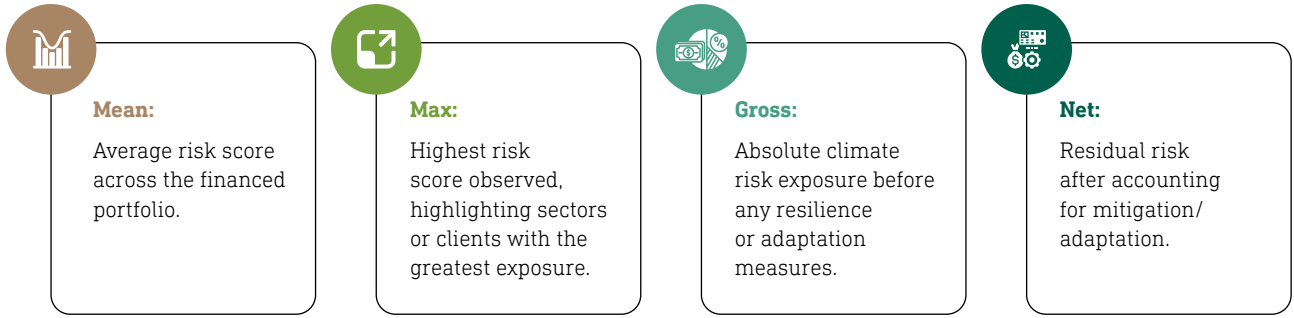 Mean:
Average risk score
across the financed
portfolio.
Max:
Highest risk
score observed,
highlighting sectors
or clients with the
greatest exposure.
%
Gross:
Absolute climate
risk exposure before
any resilience
or adaptation
measures.
$
Net:
Residual risk
after accounting
for mitigation/
adaptation.